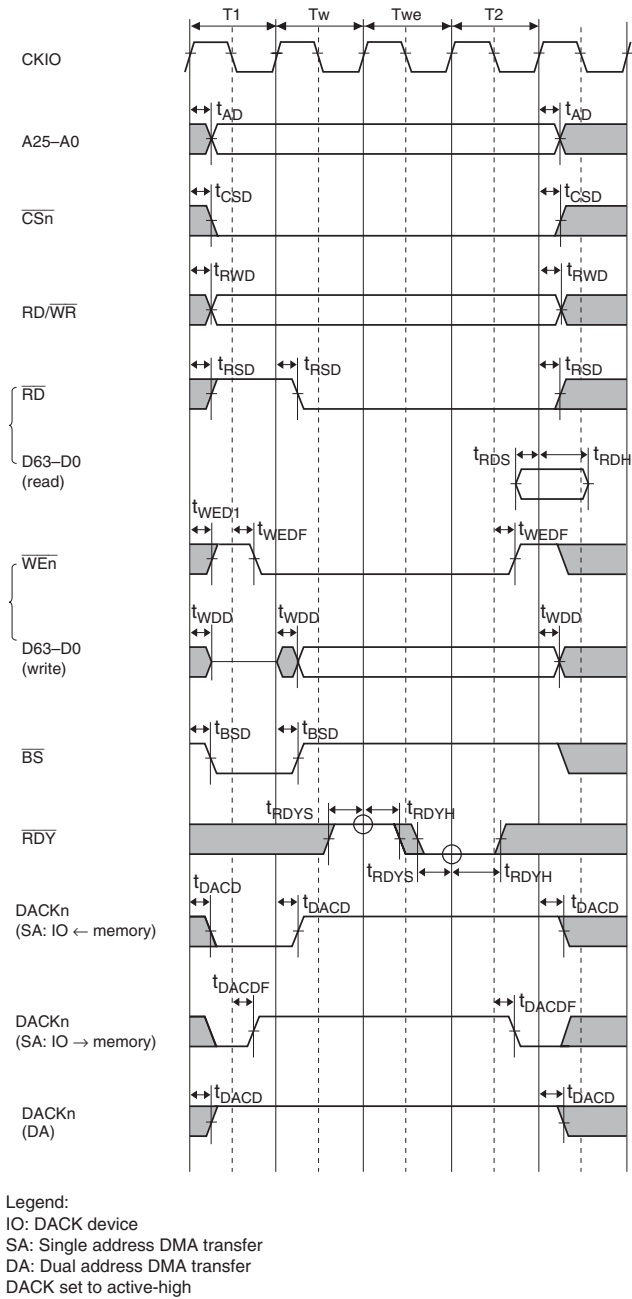 T1 Tw Twe T2
CKIO
tAD tAD
A25–A0
tCSD tCSD
CSn
tRWD tRWD
RD/WR
tRSD tRSD tRSD
RD
tRDS tRDH
D63–D0
(read)
tWED1 tWEDF tWEDF
WEn
tWDD tWDD tWDD
D63–D0
(write)
tBSD tBSD
BS
tRDYS tRDYH
RDY
tRDYS tRDYH
tDACD tDACD tDACD
DACKn
(SA: IO ← memory)
tDACDF tDACDF
DACKn
(SA: IO → memory)
tDACD tDACD
DACKn
(DA)
Legend:
IO: DACK device
SA: Single address DMA transfer
DA: Dual address DMA transfer
DACK set to active-high